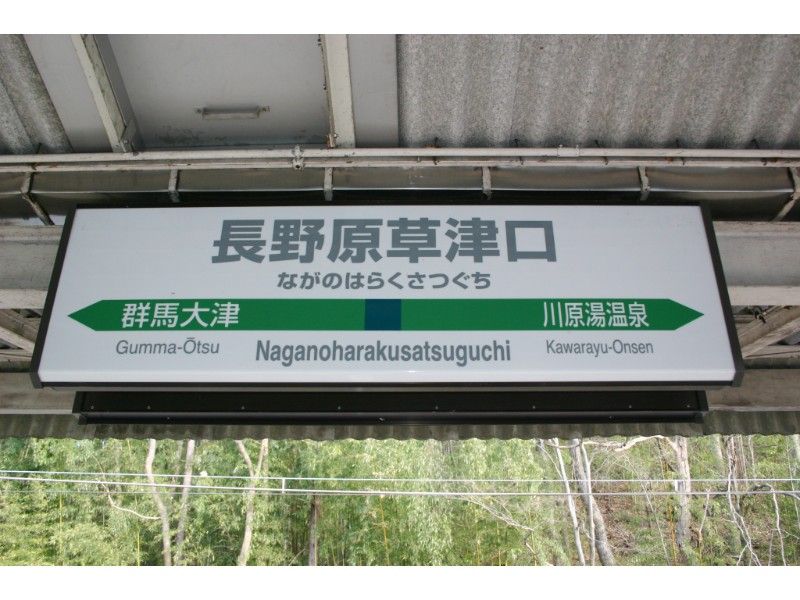 長野原草津口
ながのはらくさつぐち
群馬大津 川原湯温泉
Gumma-Ōtsu Naganoharakusatsuguchi Kawarayu-Onsen